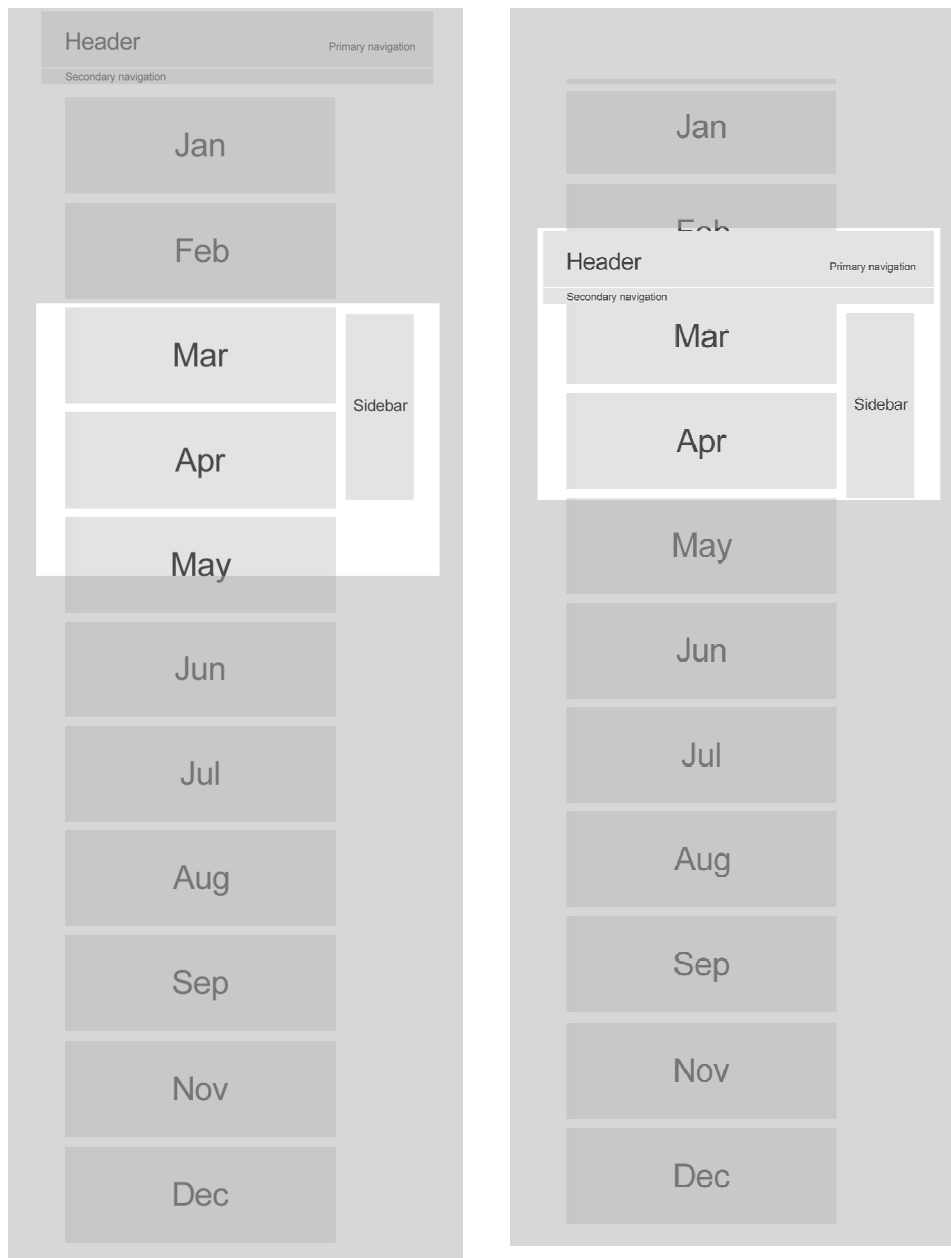 Header
Primary navigation
Secondary navigation
Jan
Feb
Mar
Sidebar
Apr
May
Jun
Jul
Aug
Sep
Nov
Dec
Jan
Feb
Header
Primary navigation
Secondary navigation
Mar
Sidebar
Apr
May
Jun
Jul
Aug
Sep
Nov
Dec